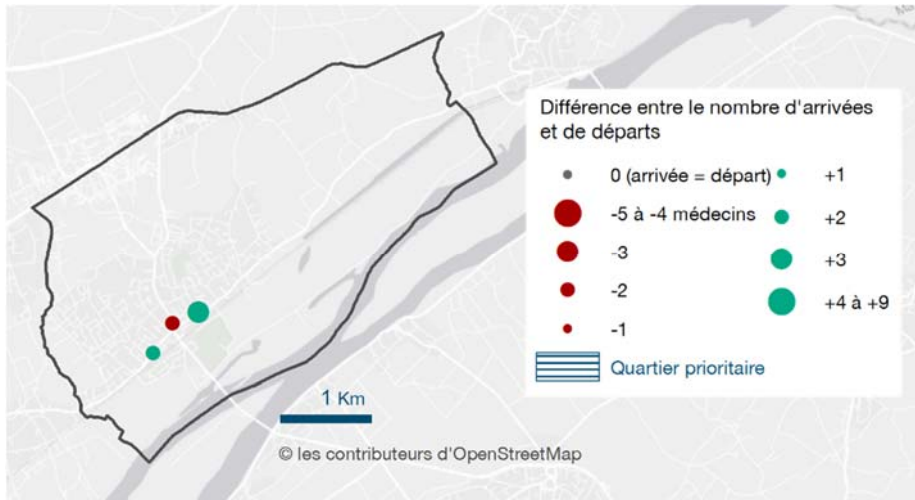 Différence entre le nombre d'arrivées
et de départs
0 (arrivée = départ)
-5 à -4 médecins
-3
-2
-1
+1
+2
+3
+4 à +9
Quartier prioritaire
1 Km
© les contributeurs d'OpenStreetMap